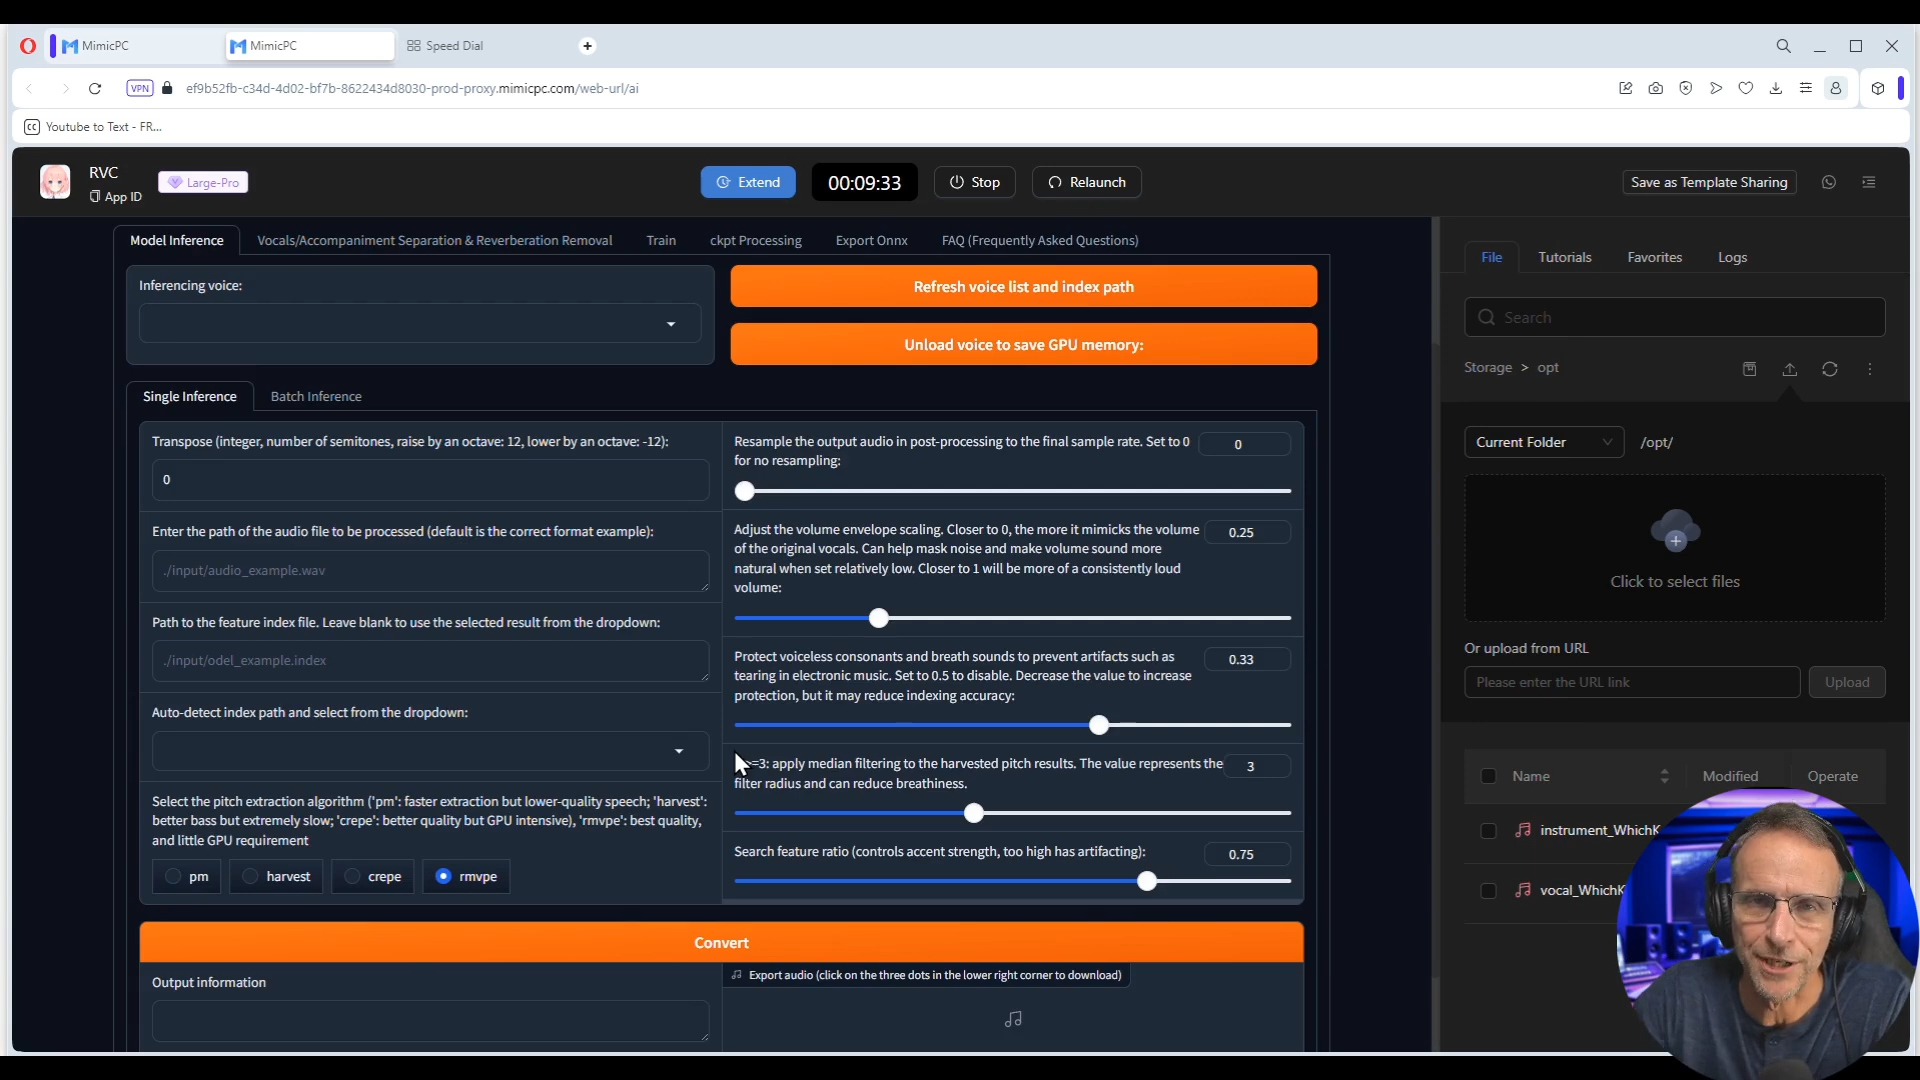 MimicPC
MimicPC
Speed Dial
VPN
ef9b52fb-c34d-4d02-bf7b-8622434d8030-prod-proxy.mimicpc.com/web-url/ai
CC
Youtube to Text - FR...
RVC
App ID
Large-Pro
Extend
00:09:33
Stop
Relaunch
Save as Template Sharing
Model Inference
Vocals/Accompaniment Separation & Reverberation Removal
Train
ckpt Processing
Export Onnx
FAQ (Frequently Asked Questions)
Inferencing voice:
Refresh voice list and index path
Unload voice to save GPU memory:
Single Inference
Batch Inference
Transpose (integer, number of semitones, raise by an octave: 12, lower by an octave: -12):
0
Enter the path of the audio file to be processed (default is the correct format example):
./input/audio_example.wav
Path to the feature index file. Leave blank to use the selected result from the dropdown:
./input/odel_example.index
Auto-detect index path and select from the dropdown:
Select the pitch extraction algorithm ('pm': faster extraction but lower-quality speech; 'harvest':
better bass but extremely slow; 'crepe': better quality but GPU intensive), 'rmvpe': best quality,
and little GPU requirement
pm
harvest
crepe
rmvpe
Resample the output audio in post-processing to the final sample rate. Set to 0
for no resampling:
0
Adjust the volume envelope scaling. Closer to 0, the more it mimicks the volume
of the original vocals. Can help mask noise and make volume sound more
natural when set relatively low. Closer to 1 will be more of a consistently loud
volume:
0.25
Protect voiceless consonants and breath sounds to prevent artifacts such as
tearing in electronic music. Set to 0.5 to disable. Decrease the value to increase
protection, but it may reduce indexing accuracy:
0.33
=3: apply median filtering to the harvested pitch results. The value represents the
filter radius and can reduce breathiness.
3
Search feature ratio (controls accent strength, too high has artifacting):
0.75
Convert
Output information
Export audio (click on the three dots in the lower right corner to download)
File
Tutorials
Favorites
Logs
Search
Storage > opt
Current Folder
/opt/
Click to select files
Or upload from URL
Please enter the URL link
Upload
Name
Modified
Operate
instrument_WhichK
vocal_WhichK